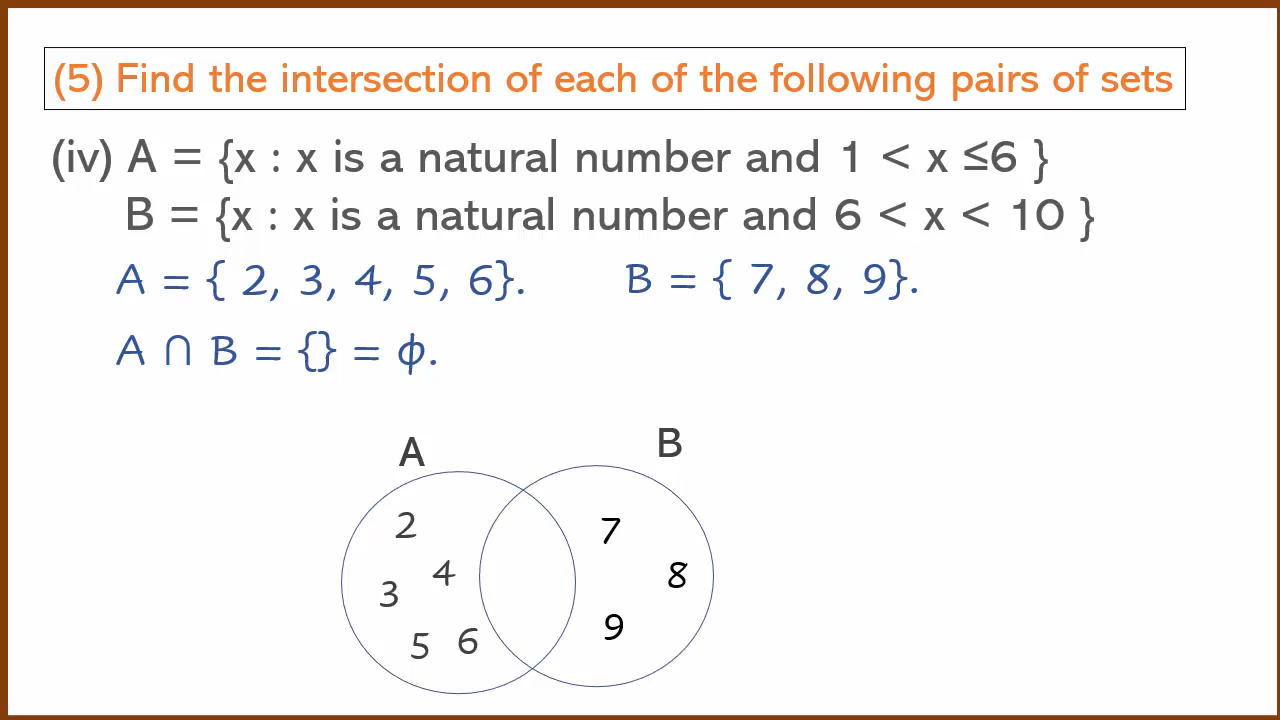 (5) Find the intersection of each of the following pairs of sets
(iv) A = {x : x is a natural number and 1 < x ≤6 }
B = {x : x is a natural number and 6 < x < 10 }
A = { 2, 3, 4, 5, 6}. B = { 7, 8, 9}.
A ∩ B = {} = ϕ.
A B
2 7
4 8
3
5 6 9